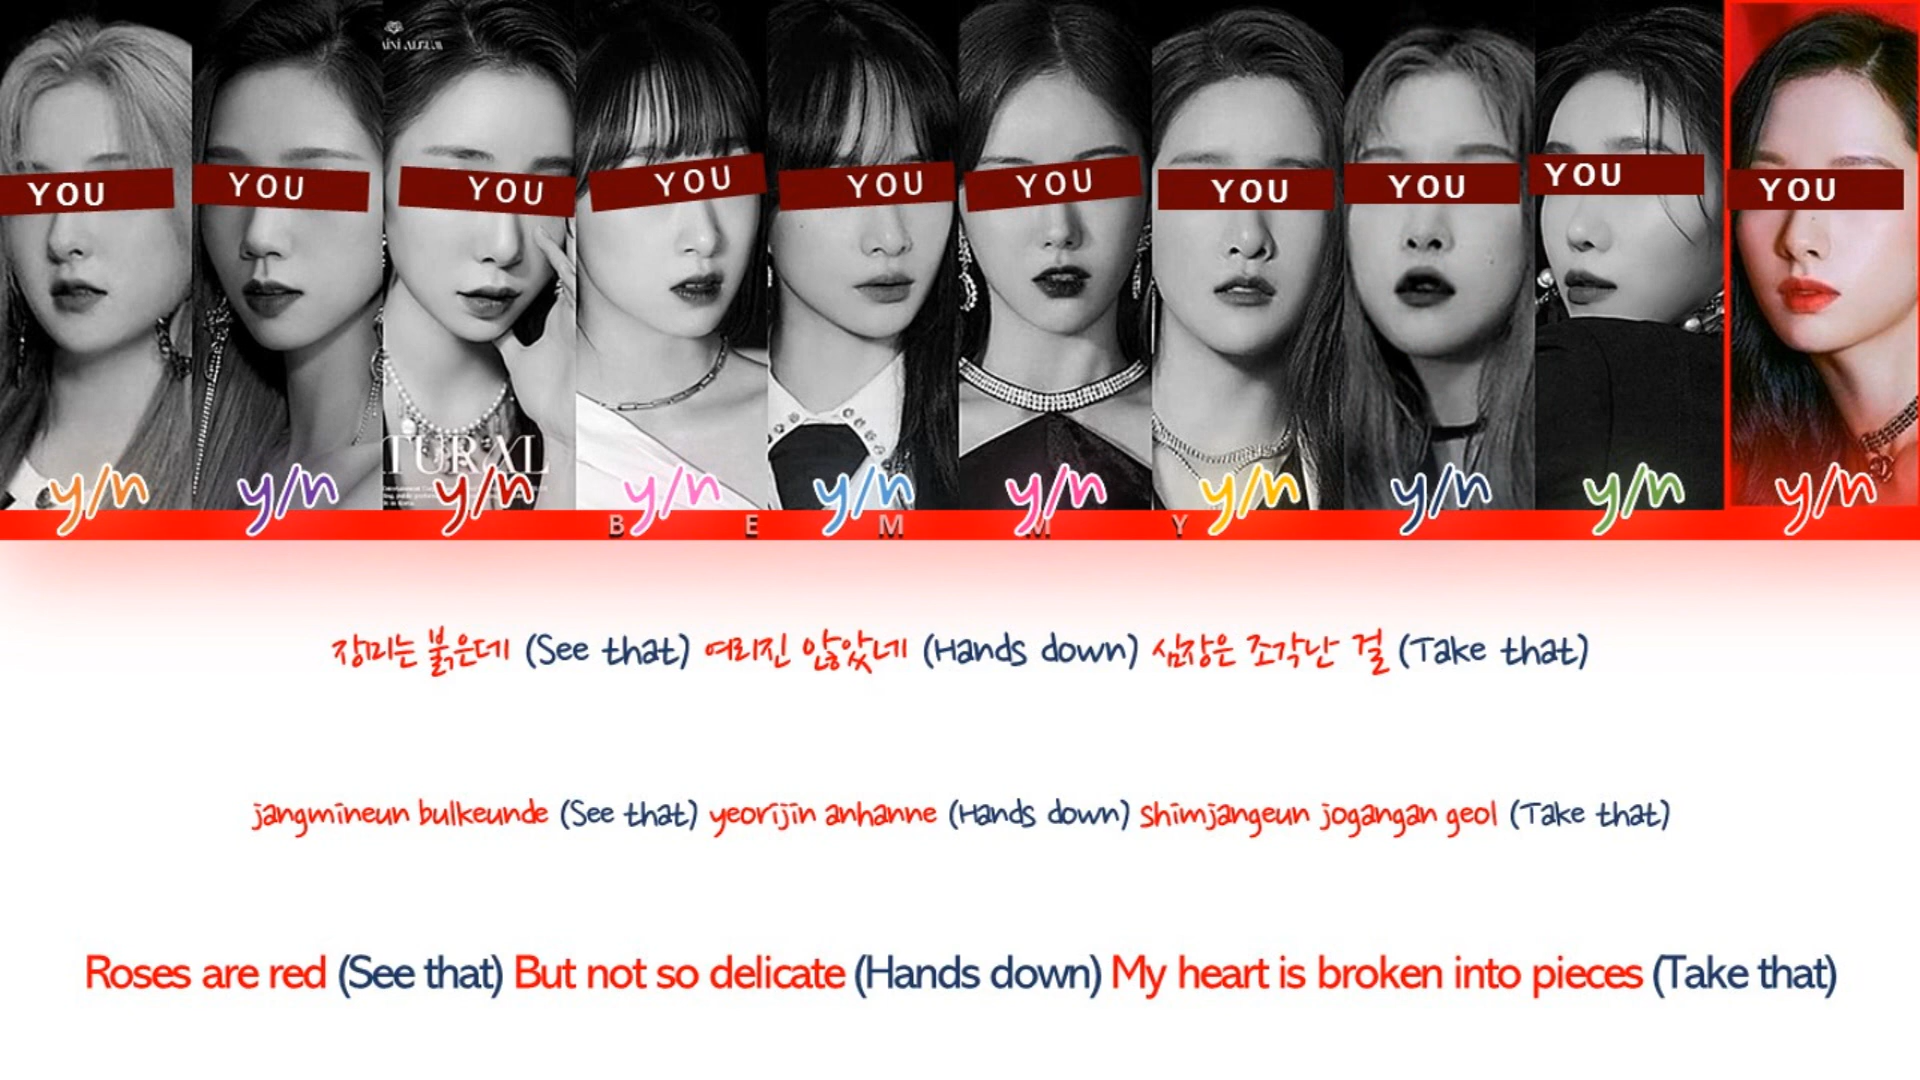 MINI ALBUM
YOU YOU YOU YOU YOU YOU YOU YOU YOU YOU
TURAL
y/n y/n y/n y/n y/n y/n y/n y/n y/n y/n
B E M M Y
장미는 붉은데 (See that) 여리진 않았네 (Hands down) 심장은 조각난 걸 (Take that)
jangmineun bulkeunde (See that) yeorijin anhanne (Hands down) shimjangeun jogangan geol (Take that)
Roses are red (See that) But not so delicate (Hands down) My heart is broken into pieces (Take that)